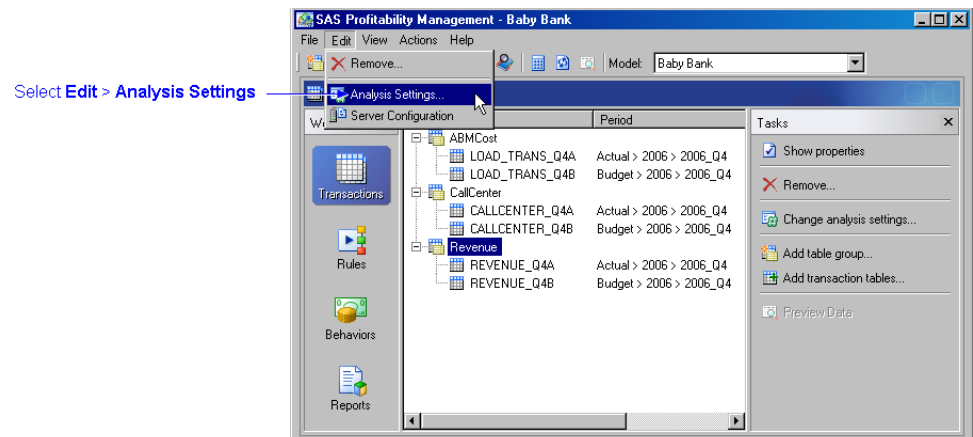 SAS Profitability Management - Baby Bank
File Edit View Actions Help
Remove...
Model: Baby Bank
Select Edit > Analysis Settings
Analysis Settings...
Server Configuration
Period
Tasks
ABMCost
LOAD_TRANS_Q4A Actual > 2006 > 2006_Q4
LOAD_TRANS_Q4B Budget > 2006 > 2006_Q4
CallCenter
CALLCENTER_Q4A Actual > 2006 > 2006_Q4
CALLCENTER_Q4B Budget > 2006 > 2006_Q4
Revenue
REVENUE_Q4A Actual > 2006 > 2006_Q4
REVENUE_Q4B Budget > 2006 > 2006_Q4
Transactions
Rules
Behaviors
Reports
Show properties
Remove...
Change analysis settings...
Add table group...
Add transaction tables...
Preview Data